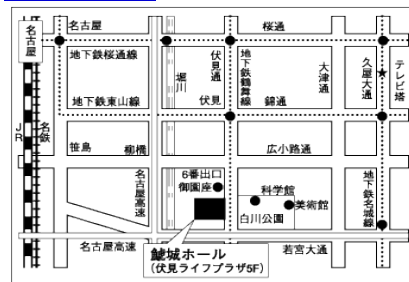 名古屋
名古屋
桜通
地下鉄桜通線
堀川
伏見通
地下鉄鶴舞線
大津通
久屋大通
テレビ塔
地下鉄東山線
伏見
錦通
JR
名鉄
笹島
柳橋
広小路通
名古屋高速
6番出口
御園座
科学館
美術館
白川公園
地下鉄名城線
名古屋高速
若宮大通
鯱城ホール
(伏見ライフプラザ5F)